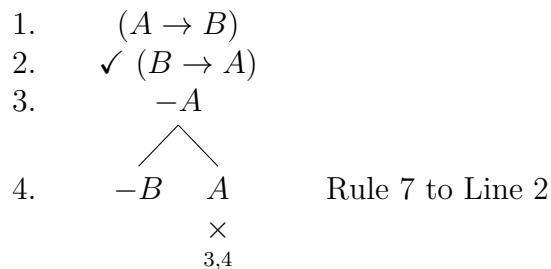 1. (A → B)
2. ✓ (B → A)
3. −A
4. −B A Rule 7 to Line 2
×
3,4